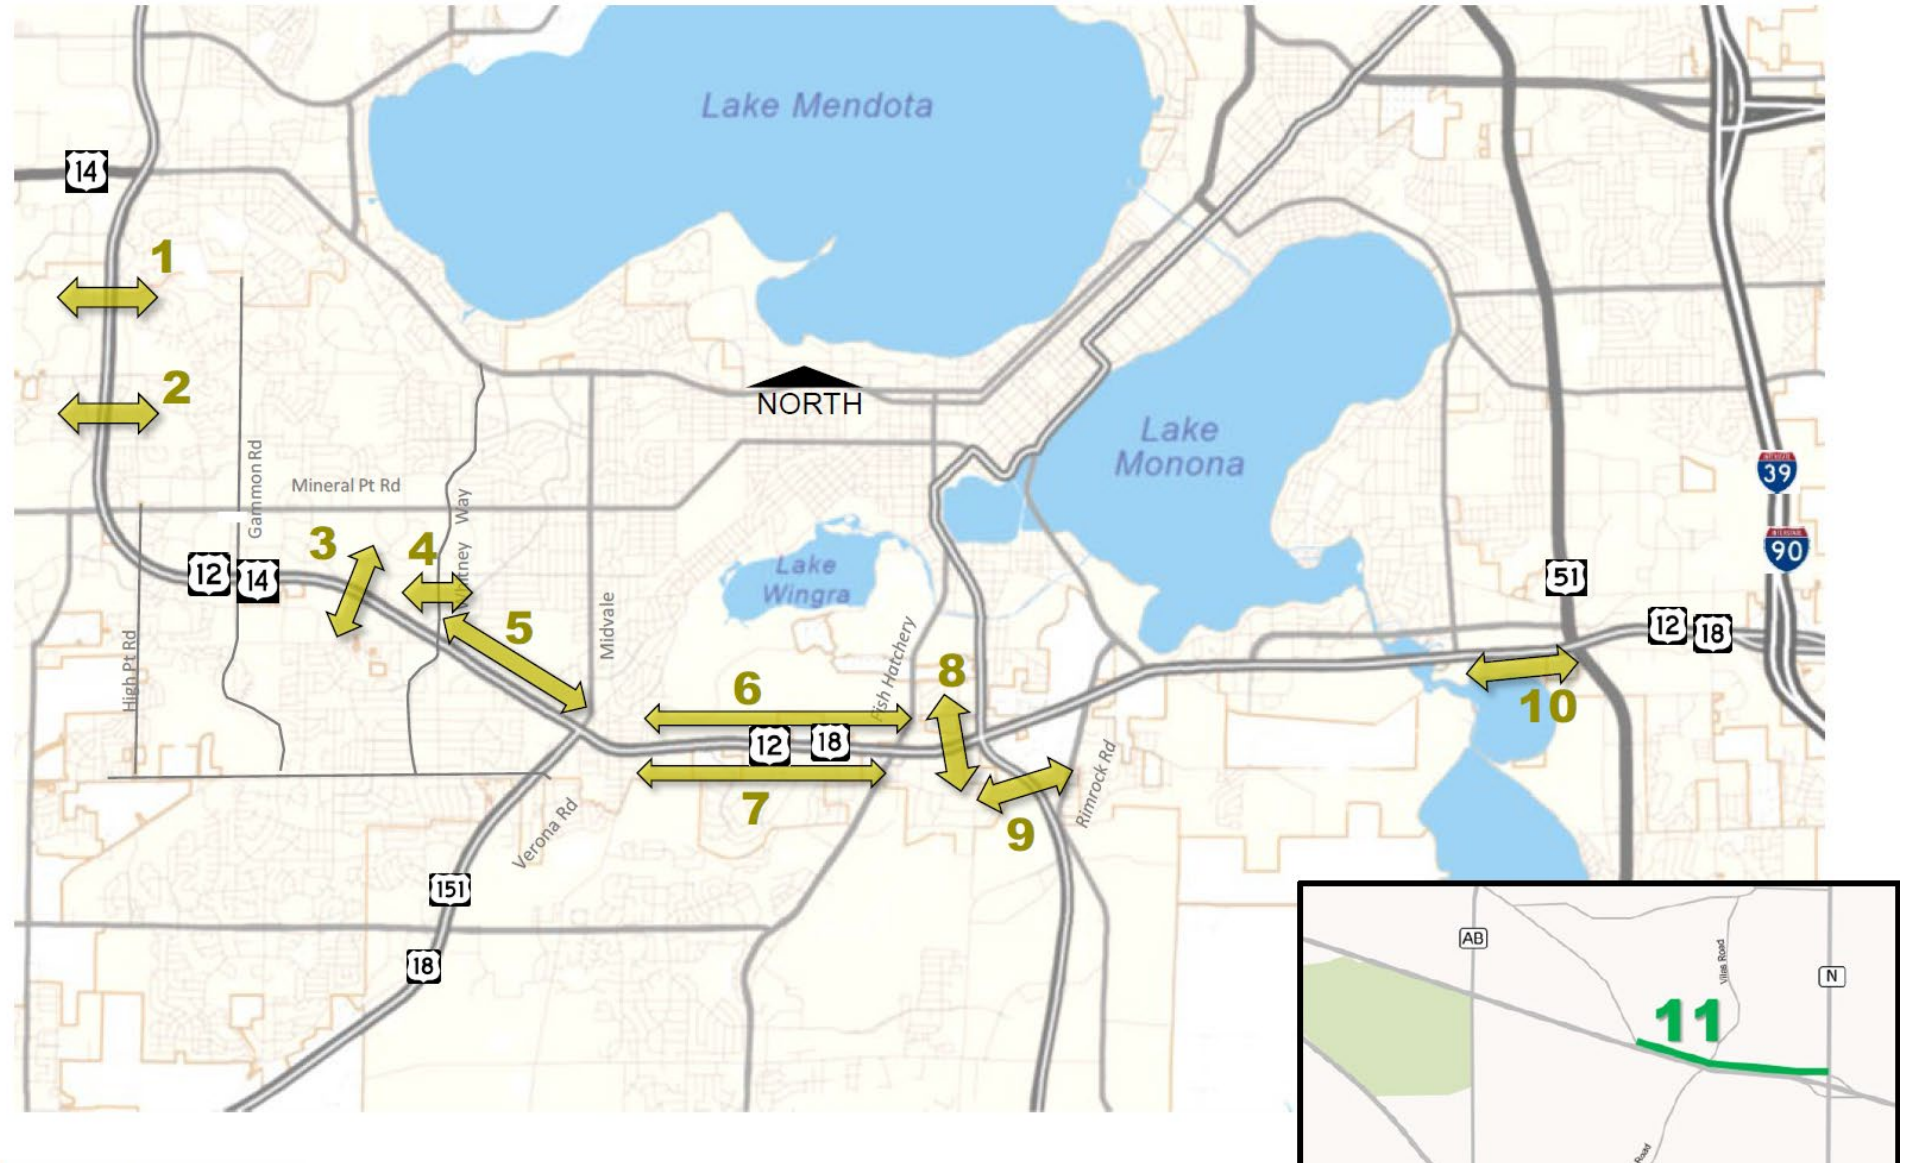 Lake Mendota
14
1
2
Gammon Rd
NORTH
Lake
Monona
Mineral Pt Rd
39
3
4
Whitney Way
12
14
Lake
Wingra
90
51
5
Midvale
High Pt Rd
Fish Hatchery
12
18
6
8
10
12
18
7
9
Rimrock Rd
Verona Rd
151
18
AB
Vilas Road
N
11
Road